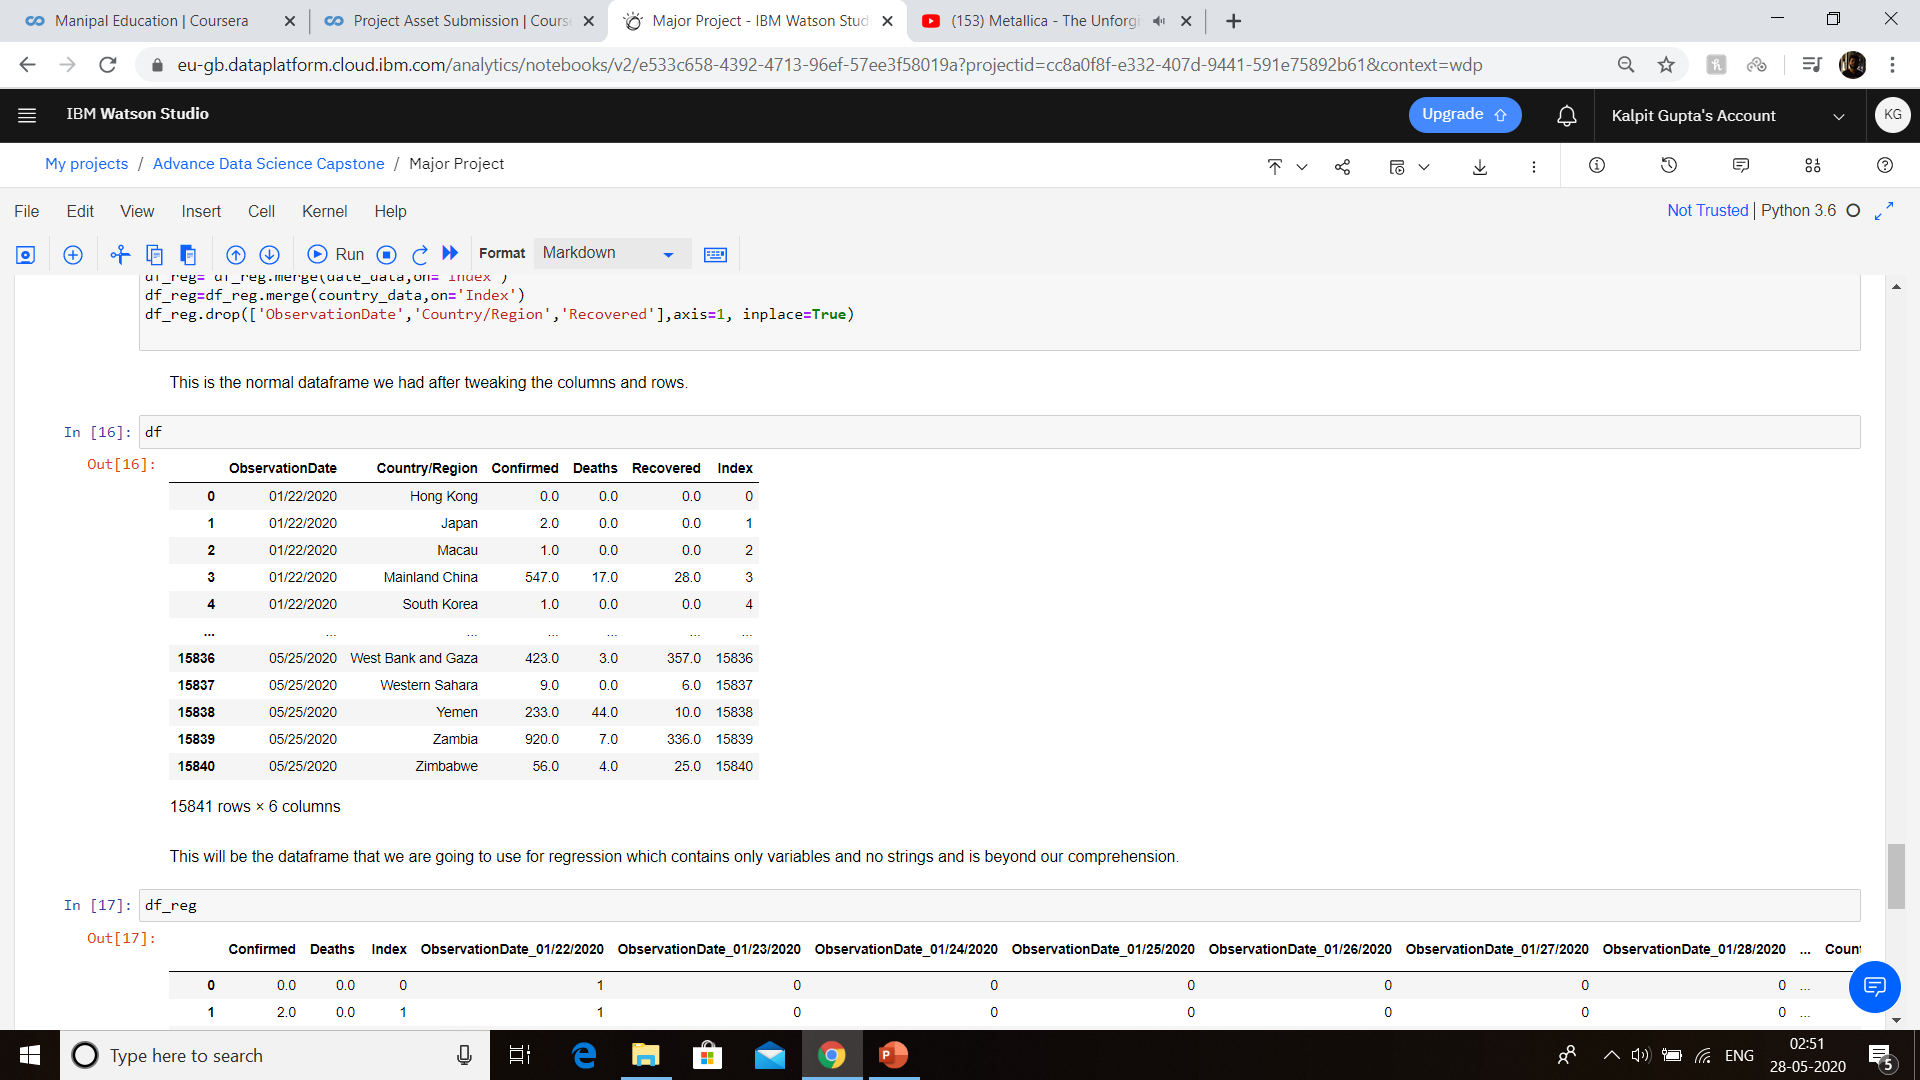 Manipal Education | Coursera
Project Asset Submission | Course
Major Project - IBM Watson Studi
(153) Metallica - The Unforgi
eu-gb.dataplatform.cloud.ibm.com/analytics/notebooks/v2/e533c658-4392-4713-96ef-57ee3f58019a?projectid=cc8a0f8f-e332-407d-9441-591e75892b61&context=wdp
IBM Watson Studio
Upgrade
Kalpit Gupta's Account
KG
My projects / Advance Data Science Capstone / Major Project
File Edit View Insert Cell Kernel Help
Not Trusted | Python 3.6
Run
Format
Markdown
df_reg= df_reg.merge(date_data,on='Index')
df_reg=df_reg.merge(country_data,on='Index')
df_reg.drop(['ObservationDate','Country/Region','Recovered'],axis=1, inplace=True)
This is the normal dataframe we had after tweaking the columns and rows.
In [16]: df
Out[16]:
ObservationDate Country/Region Confirmed Deaths Recovered Index
0 01/22/2020 Hong Kong 0.0 0.0 0.0 0
1 01/22/2020 Japan 2.0 0.0 0.0 1
2 01/22/2020 Macau 1.0 0.0 0.0 2
3 01/22/2020 Mainland China 547.0 17.0 28.0 3
4 01/22/2020 South Korea 1.0 0.0 0.0 4
... ... ... ... ... ... ...
15836 05/25/2020 West Bank and Gaza 423.0 3.0 357.0 15836
15837 05/25/2020 Western Sahara 9.0 0.0 6.0 15837
15838 05/25/2020 Yemen 233.0 44.0 10.0 15838
15839 05/25/2020 Zambia 920.0 7.0 336.0 15839
15840 05/25/2020 Zimbabwe 56.0 4.0 25.0 15840
15841 rows × 6 columns
This will be the dataframe that we are going to use for regression which contains only variables and no strings and is beyond our comprehension.
In [17]: df_reg
Out[17]:
Confirmed Deaths Index ObservationDate_01/22/2020 ObservationDate_01/23/2020 ObservationDate_01/24/2020 ObservationDate_01/25/2020 ObservationDate_01/26/2020 ObservationDate_01/27/2020 ObservationDate_01/28/2020 ... Count
0 0.0 0.0 0 1 0 0 0 0 0 0 ...
1 2.0 0.0 1 1 0 0 0 0 0 0 ...
Type here to search
ENG
02:51
28-05-2020
5